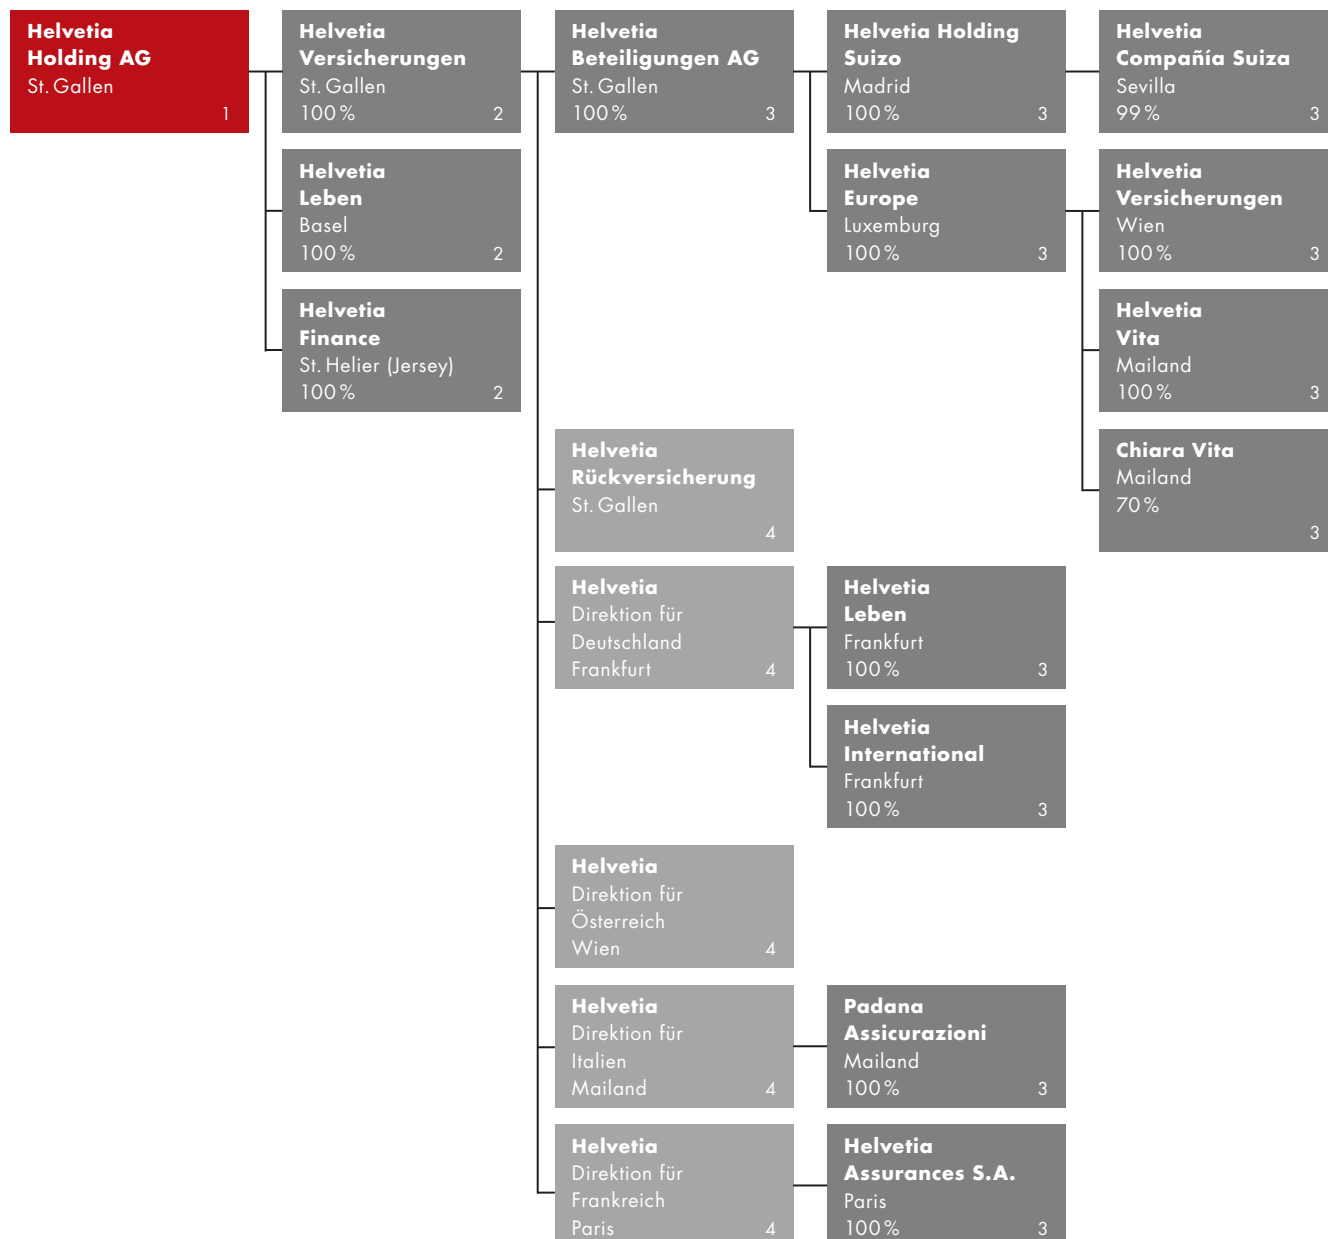 Helvetia
Holding AG
St. Gallen
1
Helvetia
Versicherungen
St. Gallen
100 % 2
Helvetia
Beteiligungen AG
St. Gallen
100 % 3
Helvetia Holding
Suizo
Madrid
100 % 3
Helvetia
Compañía Suiza
Sevilla
99 % 3
Helvetia
Leben
Basel
100 % 2
Helvetia
Europe
Luxemburg
100 % 3
Helvetia
Versicherungen
Wien
100 % 3
Helvetia
Finance
St. Helier (Jersey)
100 % 2
Helvetia
Vita
Mailand
100 % 3
Helvetia
Rückversicherung
St. Gallen
4
Chiara Vita
Mailand
70 %
3
Helvetia
Direktion für
Deutschland
Frankfurt 4
Helvetia
Leben
Frankfurt
100 % 3
Helvetia
International
Frankfurt
100 % 3
Helvetia
Direktion für
Österreich
Wien 4
Helvetia
Direktion für
Italien
Mailand 4
Padana
Assicurazioni
Mailand
100 % 3
Helvetia
Direktion für
Frankreich
Paris 4
Helvetia
Assurances S.A.
Paris
100 % 3